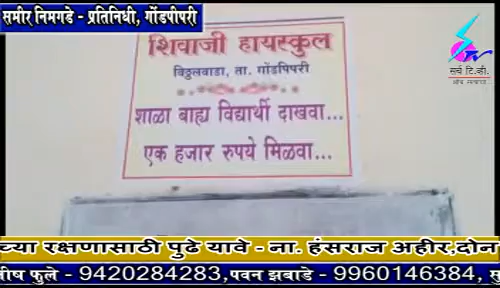 समीर निमगडे - प्रतिनिधी, गोंडपीपरी
शिवाजी हायस्कुल
विठ्ठलवाडा, ता. गोंडपिपरी
शाळा बाह्य विद्यार्थी दाखवा...
एक हजार रुपये मिळवा...
सर्च टि.व्ही.
च्या रक्षणासाठी पुढे यावे - ना. हंसराज अहीर,दोन
ीष फुले - 9420284283,पवन झबाडे - 9960146384, सु